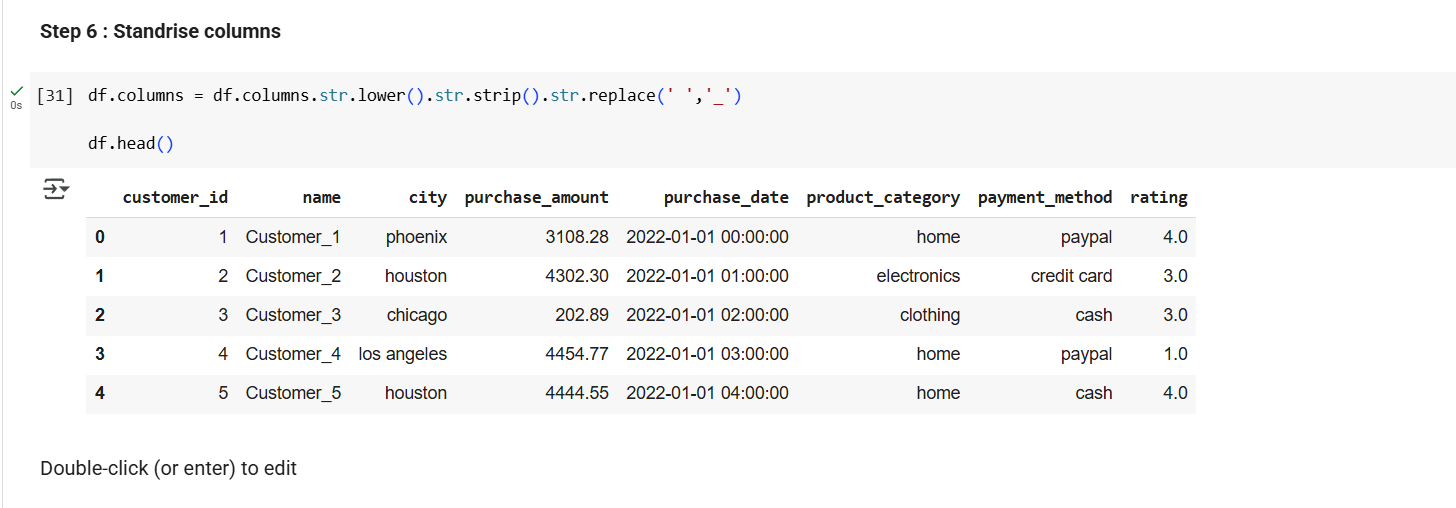 Step 6 : Standrise columns
0s
[31] df.columns = df.columns.str.lower().str.strip().str.replace(' ','_')
df.head()
customer_id name city purchase_amount purchase_date product_category payment_method rating
0 1 Customer_1 phoenix 3108.28 2022-01-01 00:00:00 home paypal 4.0
1 2 Customer_2 houston 4302.30 2022-01-01 01:00:00 electronics credit card 3.0
2 3 Customer_3 chicago 202.89 2022-01-01 02:00:00 clothing cash 3.0
3 4 Customer_4 los angeles 4454.77 2022-01-01 03:00:00 home paypal 1.0
4 5 Customer_5 houston 4444.55 2022-01-01 04:00:00 home cash 4.0
Double-click (or enter) to edit